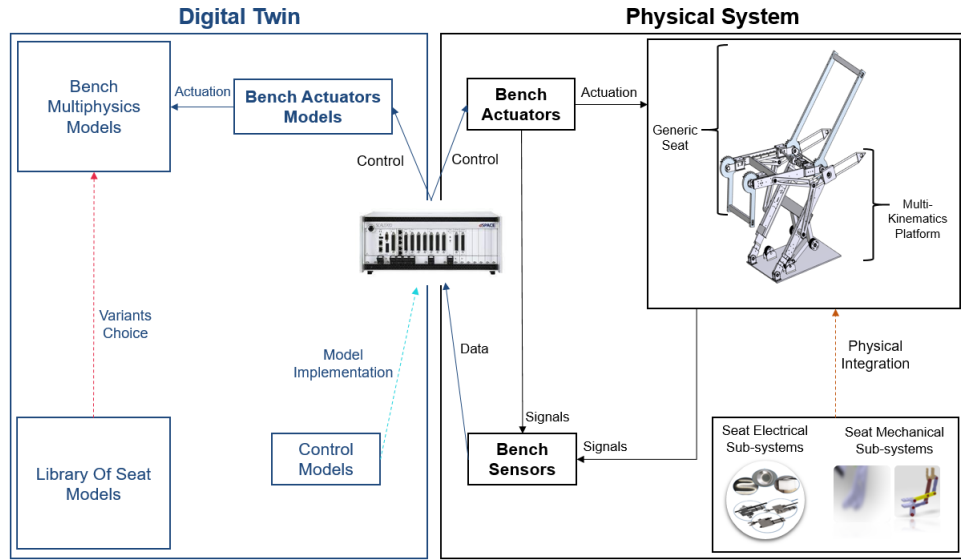 Digital Twin
Physical System
Bench
Multiphysics
Models
Actuation
Bench Actuators
Models
Control
Control
Bench
Actuators
Actuation
Generic
Seat
Multi-
Kinematics
Platform
dSPACE
Variants
Choice
Model
Implementation
Data
Physical
Integration
Signals
Signals
Library Of Seat
Models
Control
Models
Bench
Sensors
Seat Electrical
Sub-systems
Seat Mechanical
Sub-systems